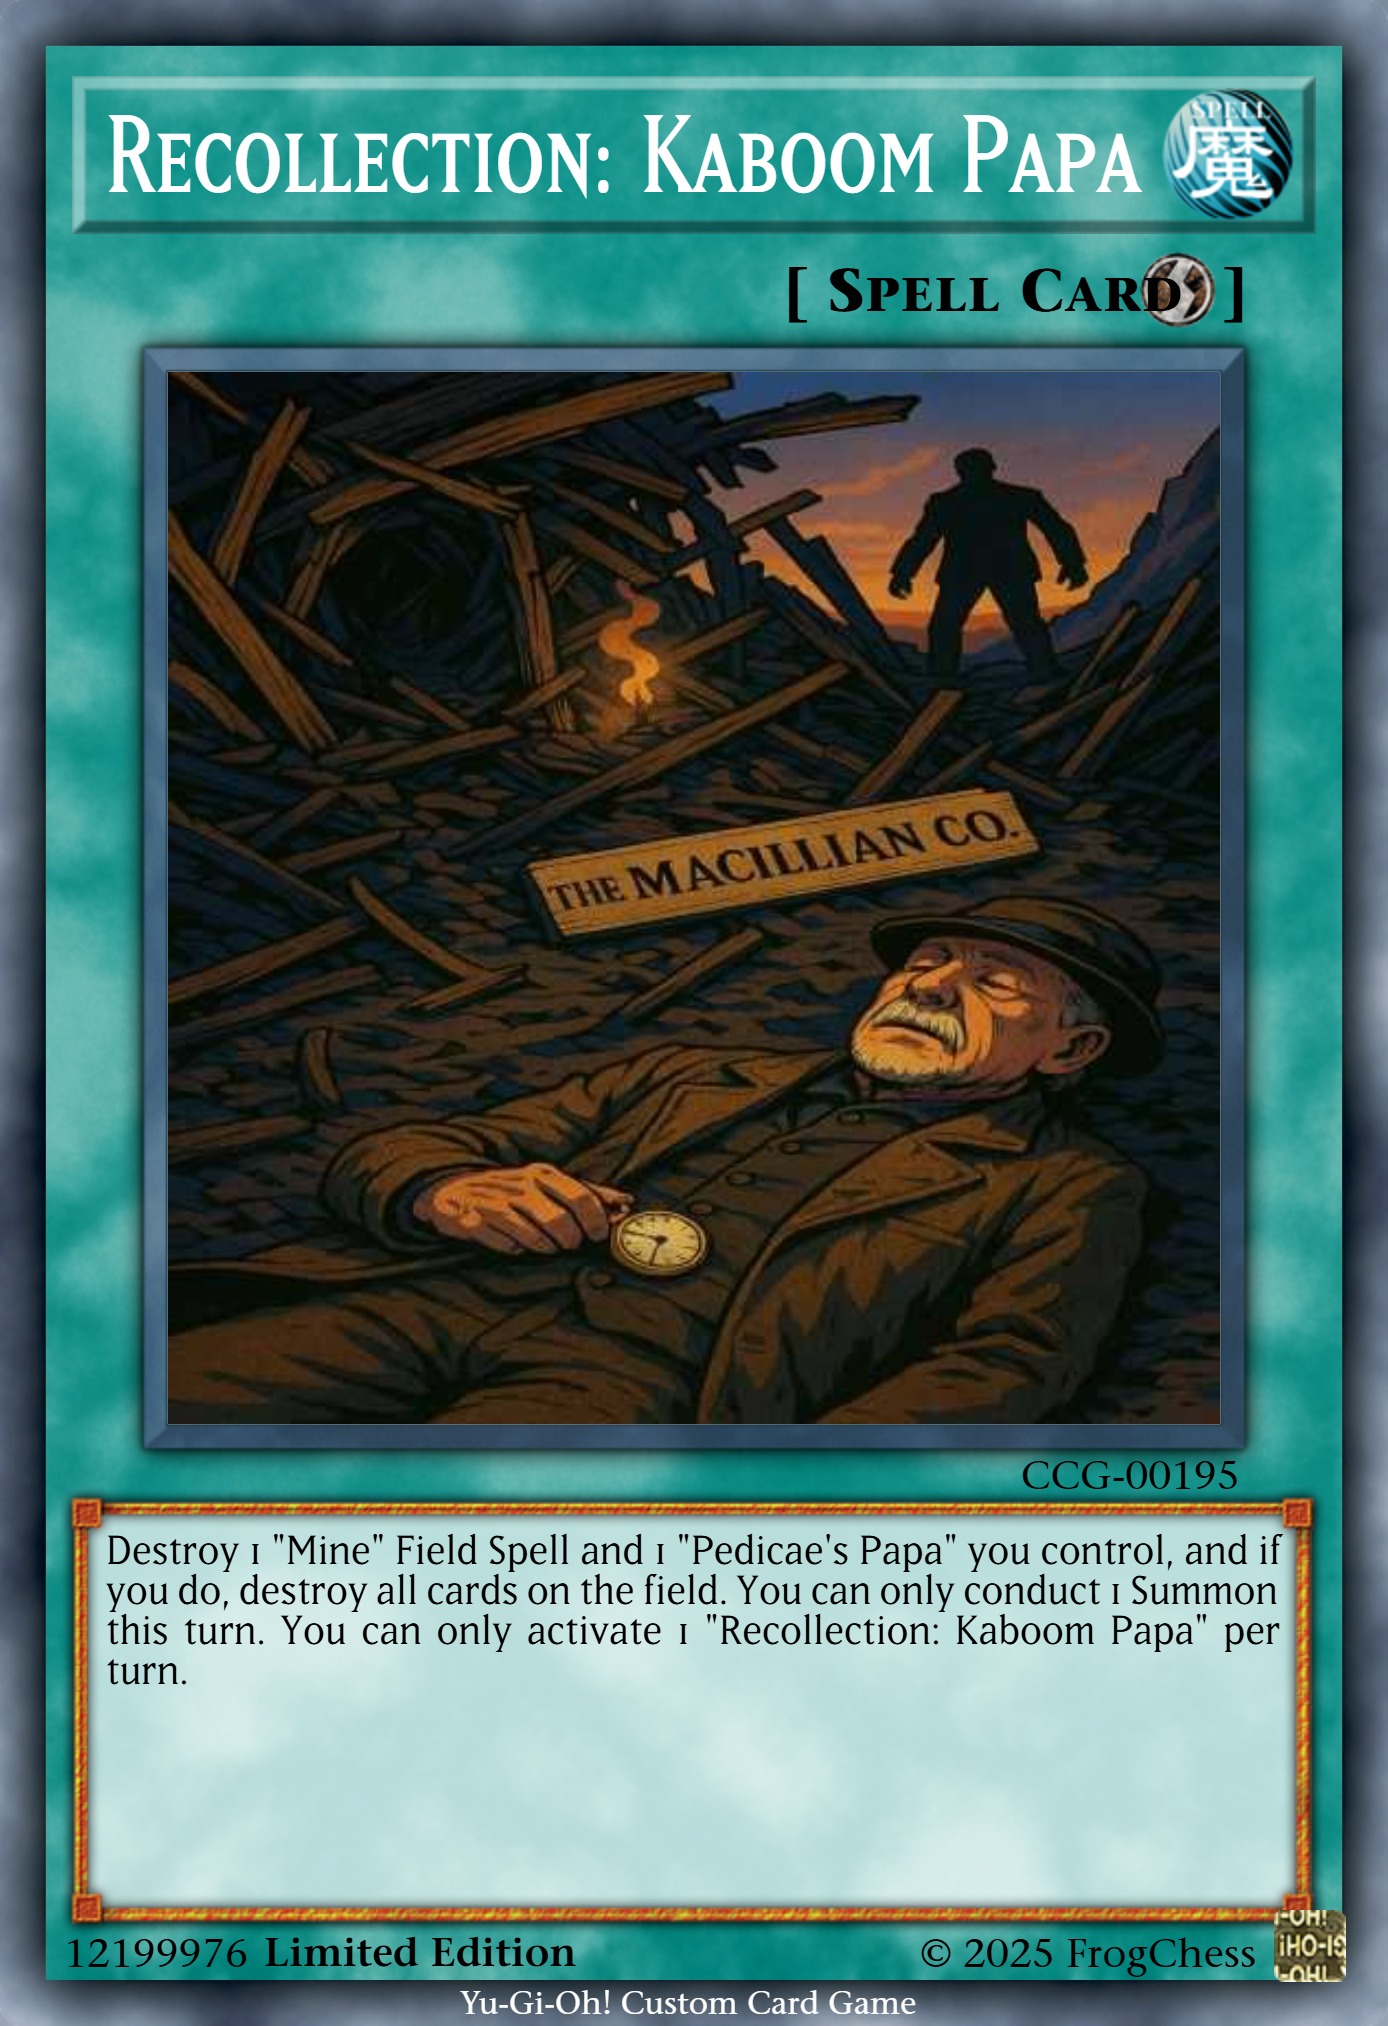 Recollection: Kaboom Papa
SPELL
魔
[ Spell Card ]
THE MACILLIAN CO.
CCG-00195
Destroy 1 "Mine" Field Spell and 1 "Pedicae's Papa" you control, and if
you do, destroy all cards on the field. You can only conduct 1 Summon
this turn. You can only activate 1 "Recollection: Kaboom Papa" per
turn.
12199976 Limited Edition
© 2025 FrogChess
Yu-Gi-Oh! Custom Card Game